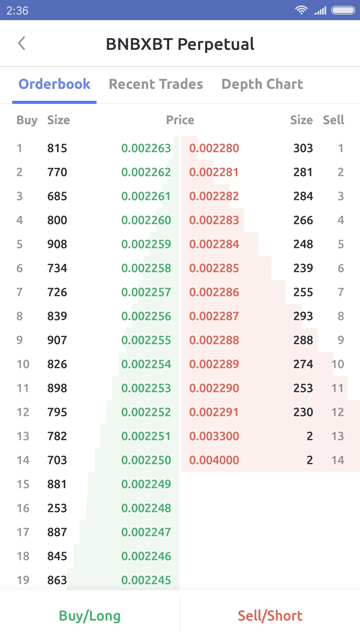 2:36
BNBXBT Perpetual
Orderbook Recent Trades Depth Chart
Buy Size Price Size Sell
1 815 0.002263 0.002280 303 1
2 770 0.002262 0.002281 281 2
3 685 0.002261 0.002282 284 3
4 800 0.002260 0.002283 266 4
5 908 0.002259 0.002284 248 5
6 734 0.002258 0.002285 239 6
7 726 0.002257 0.002286 255 7
8 839 0.002256 0.002287 293 8
9 907 0.002255 0.002288 288 9
10 826 0.002254 0.002289 274 10
11 898 0.002253 0.002290 253 11
12 795 0.002252 0.002291 230 12
13 782 0.002251 0.003300 2 13
14 703 0.002250 0.004000 2 14
15 881 0.002249
16 253 0.002248
17 887 0.002247
18 845 0.002246
19 863 0.002245
Buy/Long Sell/Short